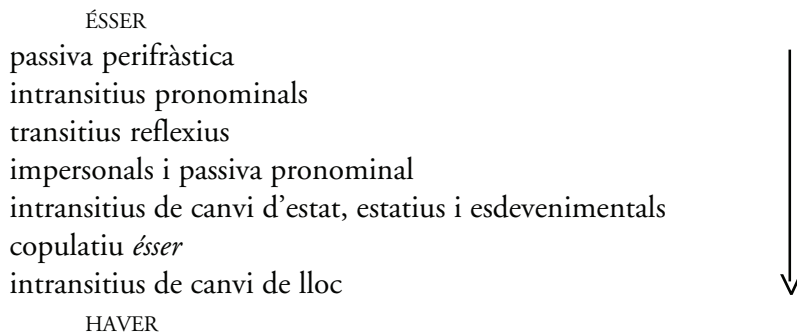 ÉSSER
passiva perifràstica
intransitius pronominals
transitius reflexius
impersonals i passiva pronominal
intransitius de canvi d'estat, estatius i esdevenimentals
copulatiu ésser
intransitius de canvi de lloc
HAVER